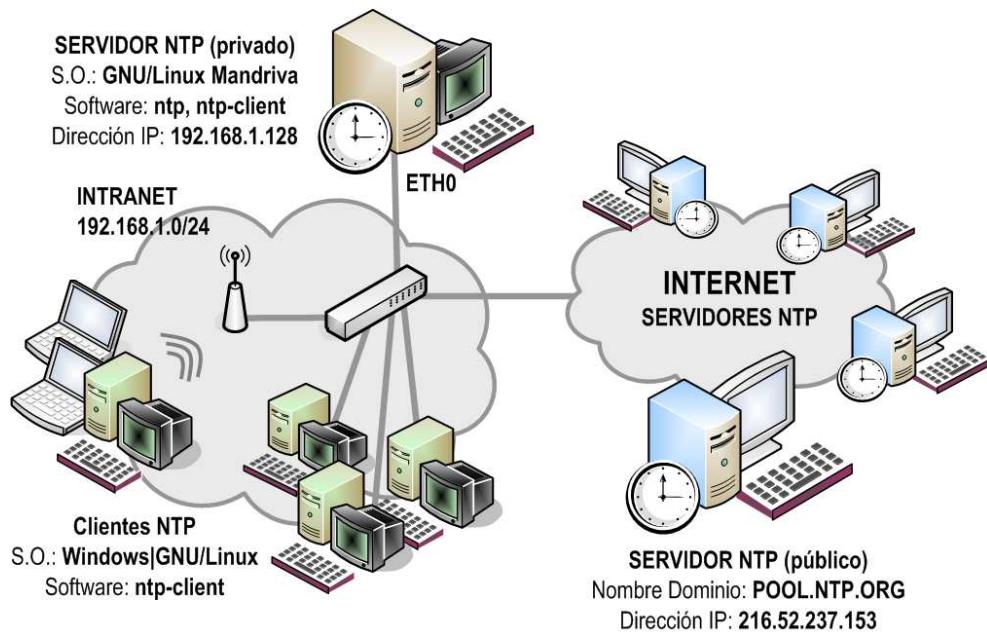 SERVIDOR NTP (privado)
S.O.: GNU/Linux Mandriva
Software: ntp, ntp-client
Dirección IP: 192.168.1.128
ETH0
INTRANET
192.168.1.0/24
INTERNET
SERVIDORES NTP
Clientes NTP
S.O.: Windows|GNU/Linux
Software: ntp-client
SERVIDOR NTP (público)
Nombre Dominio: POOL.NTP.ORG
Dirección IP: 216.52.237.153